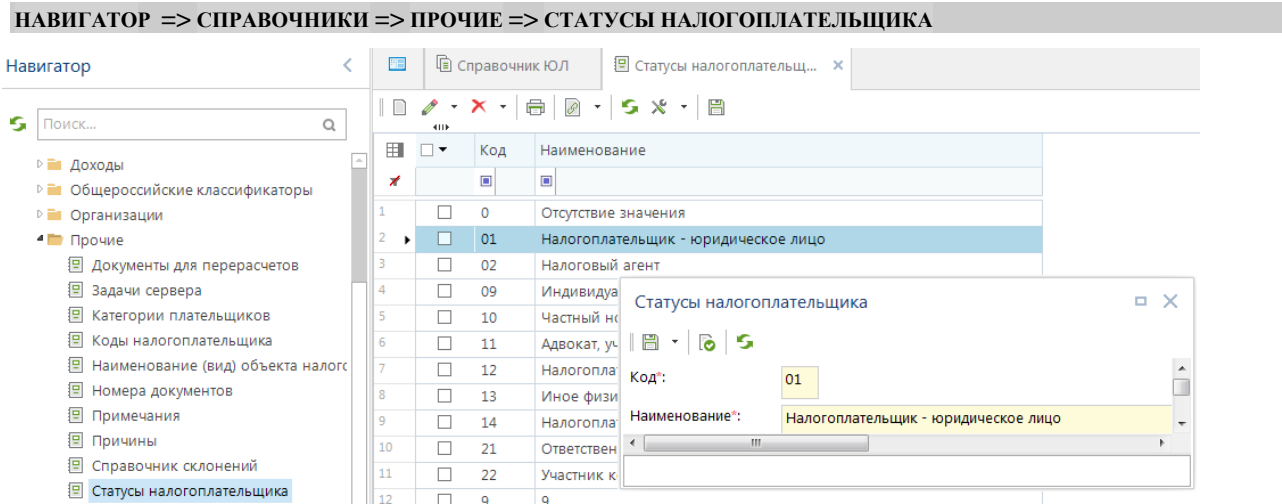 НАВИГАТОР => СПРАВОЧНИКИ => ПРОЧИЕ => СТАТУСЫ НАЛОГОПЛАТЕЛЬЩИКА
Навигатор
Поиск...
Доходы
Общероссийские классификаторы
Организации
Прочие
Документы для перерасчетов
Задачи сервера
Категории плательщиков
Коды налогоплательщика
Наименование (вид) объекта налогс
Номера документов
Примечания
Причины
Справочник склонений
Статусы налогоплательщика
Справочник ЮЛ
Статусы налогоплательщ...
Код Наименование
1 0 Отсутствие значения
2 01 Налогоплательщик - юридическое лицо
3 02 Налоговый агент
4 09 Индивидуа
5 10 Частный но
6 11 Адвокат, уч
7 12 Налогопла
8 13 Иное физи
9 14 Налогопла
10 21 Ответствен
11 22 Участник к
12 9 9
Статусы налогоплательщика
Код*: 01
Наименование*: Налогоплательщик - юридическое лицо